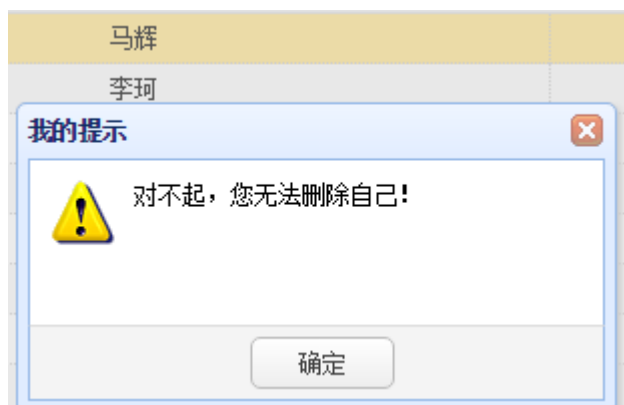 马辉
李珂
我的提示
对不起，您无法删除自己!
确定